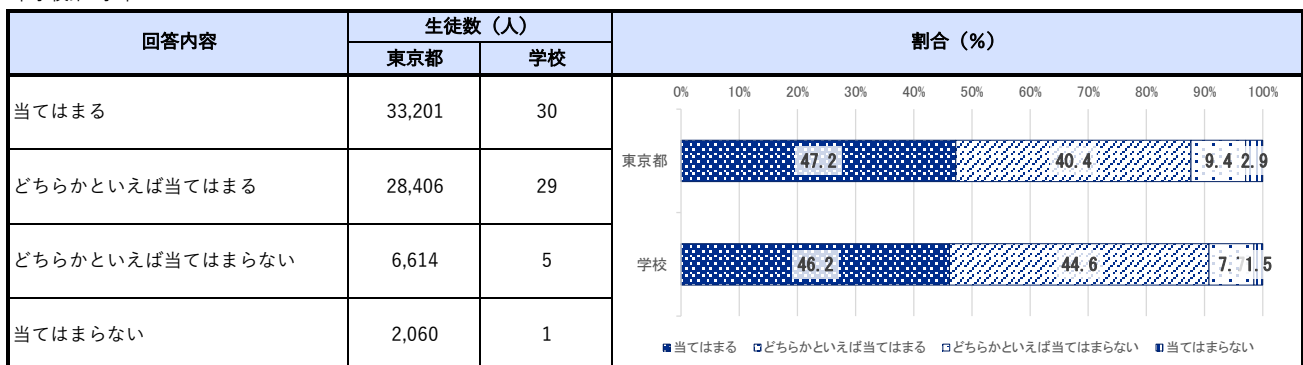 回答内容 生徒数（人） 割合（%）
東京都 学校
当てはまる 33,201 30
どちらかといえば当てはまる 28,406 29
どちらかといえば当てはまらない 6,614 5
当てはまらない 2,060 1
0% 10% 20% 30% 40% 50% 60% 70% 80% 90% 100%
東京都 47.2 40.4 9.4 2.9
学校 46.2 44.6 1.5
当てはまる どちらかといえば当てはまる どちらかといえば当てはまらない 当てはまらない